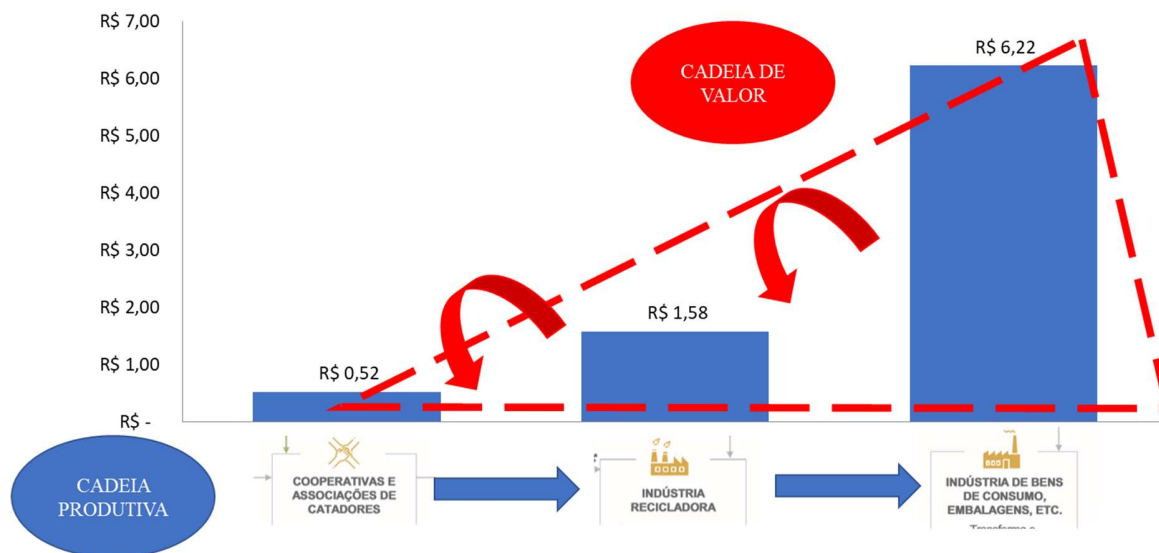 R$ 7,00
R$ 6,00
R$ 5,00
R$ 4,00
R$ 3,00
R$ 2,00
R$ 1,00
R$ -
CADEIA DE
VALOR
R$ 6,22
R$ 1,58
R$ 0,52
CADEIA
PRODUTIVA
COOPERATIVAS E
ASSOCIAÇÕES DE
CATADORES
INDÚSTRIA
RECICLADORA
INDÚSTRIA DE BENS
DE CONSUMO,
EMBALAGENS, ETC.